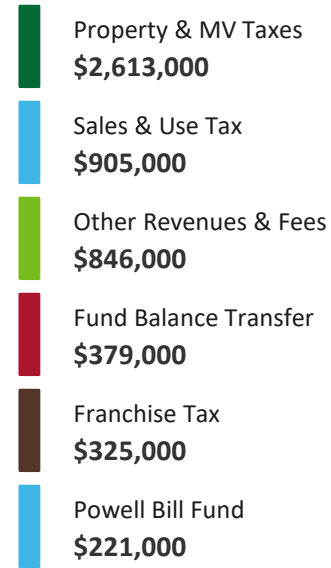 Property & MV Taxes
$2,613,000
Sales & Use Tax
$905,000
Other Revenues & Fees
$846,000
Fund Balance Transfer
$379,000
Franchise Tax
$325,000
Powell Bill Fund
$221,000